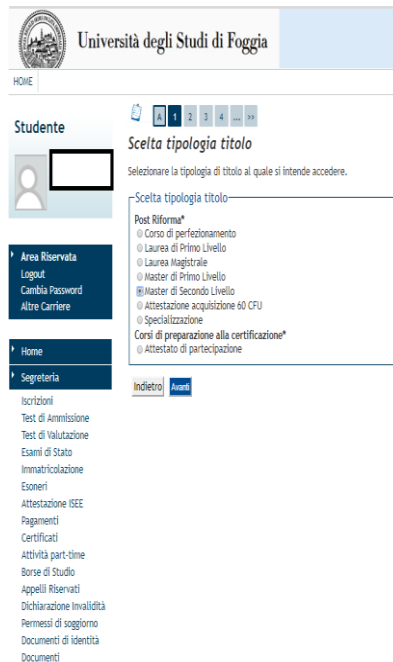 Università degli Studi di Foggia
HOME
Studente
Area Riservata
Logout
Cambia Password
Altre Carriere
Home
Segreteria
Iscrizioni
Test di Ammissione
Test di Valutazione
Esami di Stato
Immatricolazione
Esoneri
Attestazione ISEE
Pagamenti
Certificati
Attività part-time
Borse di Studio
Appelli Riservati
Dichiarazione Invalidità
Permessi di soggiorno
Documenti di identità
Documenti
A 1 2 3 4 ... >>
Scelta tipologia titolo
Selezionare la tipologia di titolo al quale si intende accedere.
Scelta tipologia titolo
Post Riforma*
Corso di perfezionamento
Laurea di Primo Livello
Laurea Magistrale
Master di Primo Livello
Master di Secondo Livello
Attestazione acquisizione 60 CFU
Specializzazione
Corsi di preparazione alla certificazione*
Attestato di partecipazione
Indietro Avanti